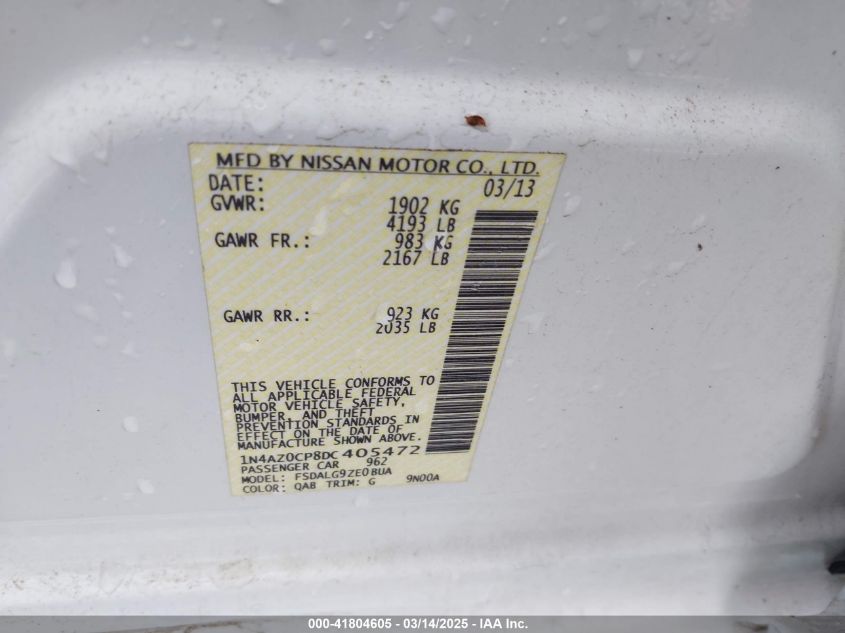 MFD BY NISSAN MOTOR CO., LTD.
DATE: 03/13
GVWR: 1902 KG
4193 LB
GAWR FR.: 983 KG
2167 LB
GAWR RR.: 923 KG
2035 LB
THIS VEHICLE CONFORMS TO
ALL APPLICABLE FEDERAL
MOTOR VEHICLE SAFETY,
BUMPER, AND THEFT
PREVENTION STANDARDS IN
EFFECT ON THE DATE OF
MANUFACTURE SHOWN ABOVE.
1N4AZ0CP8DC405472
PASSENGER CAR 962
MODEL: FSDALG9ZE0BUA 9N00A
COLOR: QAB TRIM: G
000-41804605 - 03/14/2025 - IAA Inc.